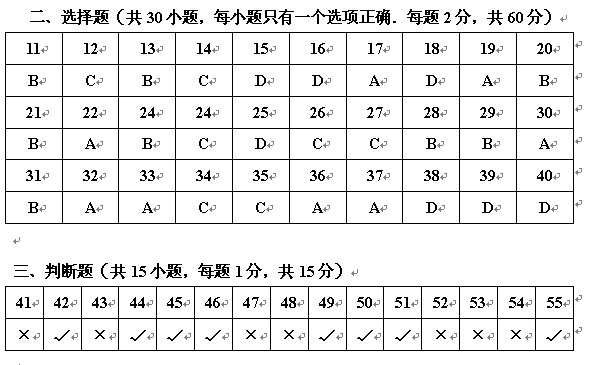 二、选择题（共 30 小题，每小题只有一个选项正确．每题 2 分，共 60 分）
11 12 13 14 15 16 17 18 19 20
B C B C D D A D A B
21 22 24 24 25 26 27 28 29 30
B A B C D C C B B A
31 32 33 34 35 36 37 38 39 40
B A A C C A A D D D
三、判断题（共 15 小题，每题 1 分，共 15 分）
41 42 43 44 45 46 47 48 49 50 51 52 53 54 55
× ✓ × ✓ ✓ ✓ × × ✓ ✓ ✓ × × × ✓